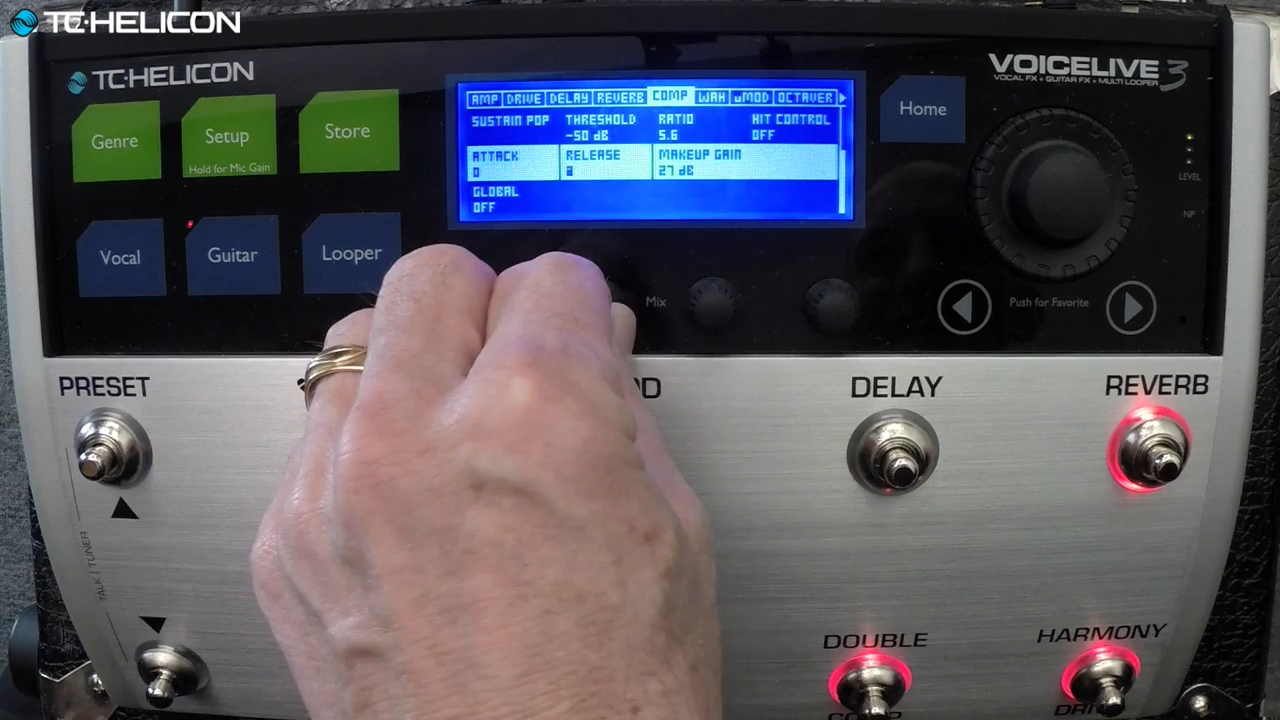 TC·HELICON
TC·HELICON
VOICELIVE 3
VOCAL FX + GUITAR FX + MULTI LOOPER
Genre
Setup
Hold for Mic Gain
Store
Home
AMP DRIVE DELAY REVERB COMP WAH uMOD OCTAVER
SUSTAIN POP THRESHOLD RATIO HIT CONTROL
-50 dB 5.6 OFF
ATTACK RELEASE MAKEUP GAIN
0 27 dB
GLOBAL
OFF
LEVEL
Vocal
Guitar
Looper
Mix
Push for Favorite
PRESET
DELAY
REVERB
TALK | TUNER
DOUBLE
HARMONY